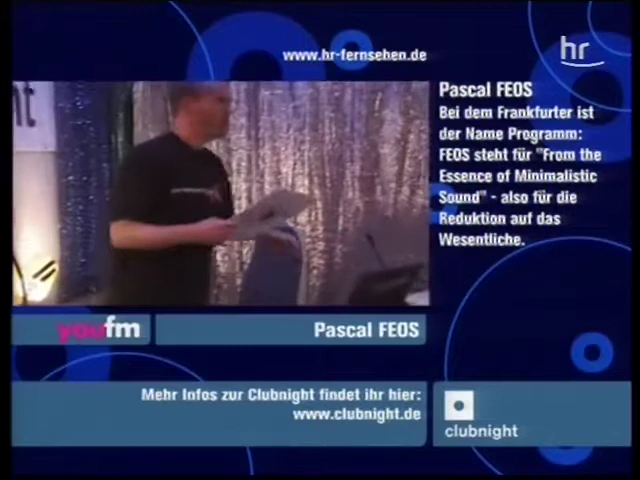 www.hr-fernsehen.de
hr
Pascal FEOS
Bei dem Frankfurter ist
der Name Programm:
FEOS steht für "From the
Essence of Minimalistic
Sound" - also für die
Reduktion auf das
Wesentliche.
youfm
Pascal FEOS
Mehr Infos zur Clubnight findet ihr hier:
www.clubnight.de
clubnight